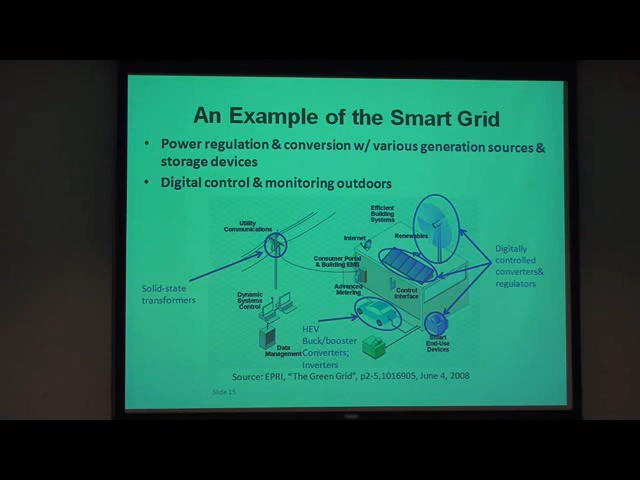 An Example of the Smart Grid
• Power regulation & conversion w/ various generation sources &
storage devices
• Digital control & monitoring outdoors
Efficient
Building
Systems
Utility
Communications
Internet
Renewables
PV
Consumer Portal
& Building EMS
Advanced
Metering
Control
Interface
Digitally
controlled
converters&
regulators
Solid-state
transformers
Dynamic
Systems
Control
Data
Management
HEV
Buck/booster
Converters;
Inverters
Smart
End-Use
Devices
Source: EPRI, "The Green Grid", p2-5,1016905, June 4, 2008
Slide 15